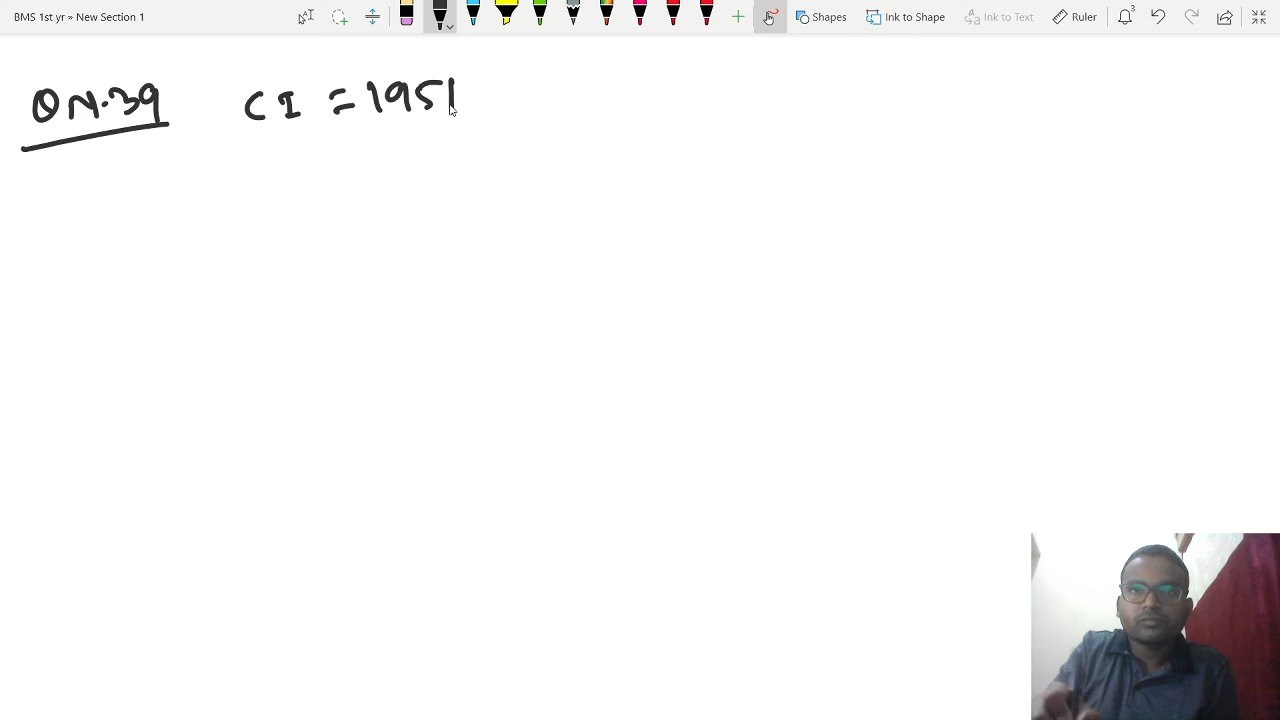 BMS 1st yr » New Section 1 Shapes Ink to Shape Ink to Text Ruler 3
QN.39 CI = 1951